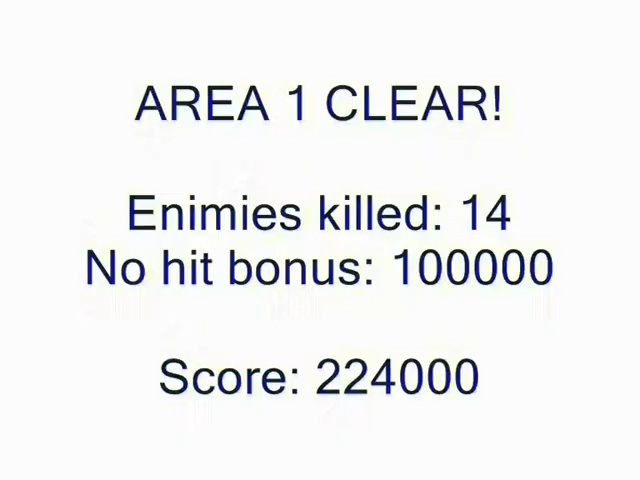 AREA 1 CLEAR!
Enimies killed: 14
No hit bonus: 100000
Score: 224000